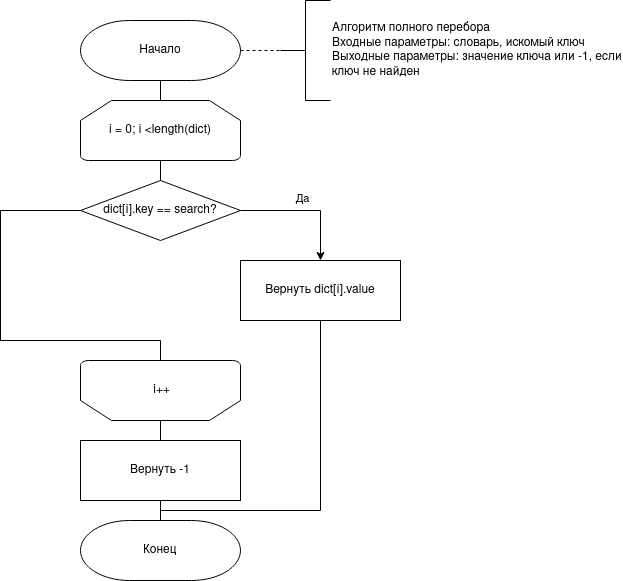 Начало
Алгоритм полного перебора
Входные параметры: словарь, искомый ключ
Выходные параметры: значение ключа или -1, если
ключ не найден
i = 0; i <length(dict)
dict[i].key == search?
Да
Вернуть dict[i].value
i++
Вернуть -1
Конец